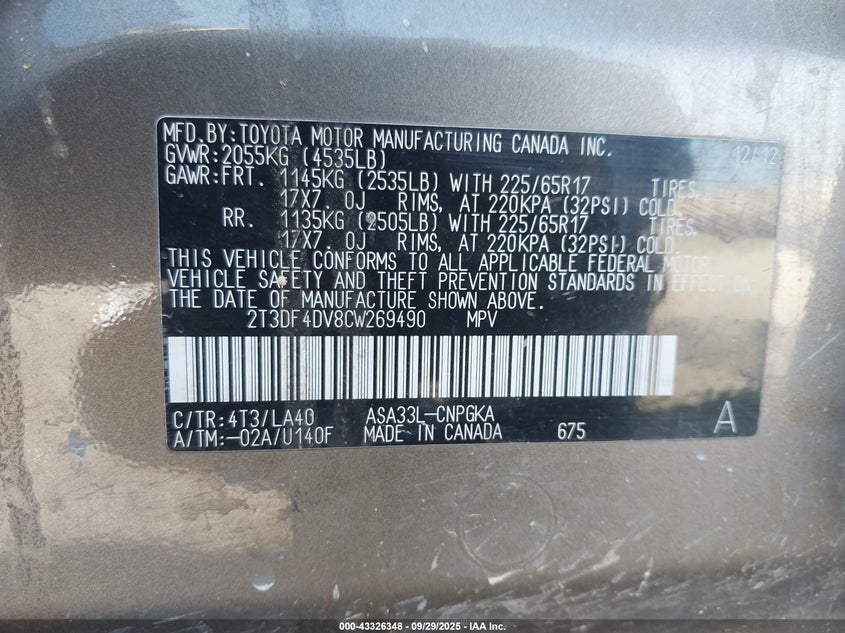 MFD.BY:TOYOTA MOTOR MANUFACTURING CANADA INC. 12/12
GVWR:2055KG (4535LB)
GAWR:FRT. 1145KG (2535LB) WITH 225/65R17 TIRES,
17X7.0J RIMS, AT 220KPA (32PSI) COLD.
RR. 1135KG (2505LB) WITH 225/65R17 TIRES,
17X7.0J RIMS, AT 220KPA (32PSI) COLD.
THIS VEHICLE CONFORMS TO ALL APPLICABLE FEDERAL MOTOR
VEHICLE SAFETY AND THEFT PREVENTION STANDARDS IN EFFECT ON
THE DATE OF MANUFACTURE SHOWN ABOVE.
2T3DF4DV8CW269490 MPV
C/TR:4T3/LA40 ASA33L-CNPGKA
A/TM:-02A/U140F MADE IN CANADA 675 A
000-43326348 - 09/29/2025 - IAA Inc.